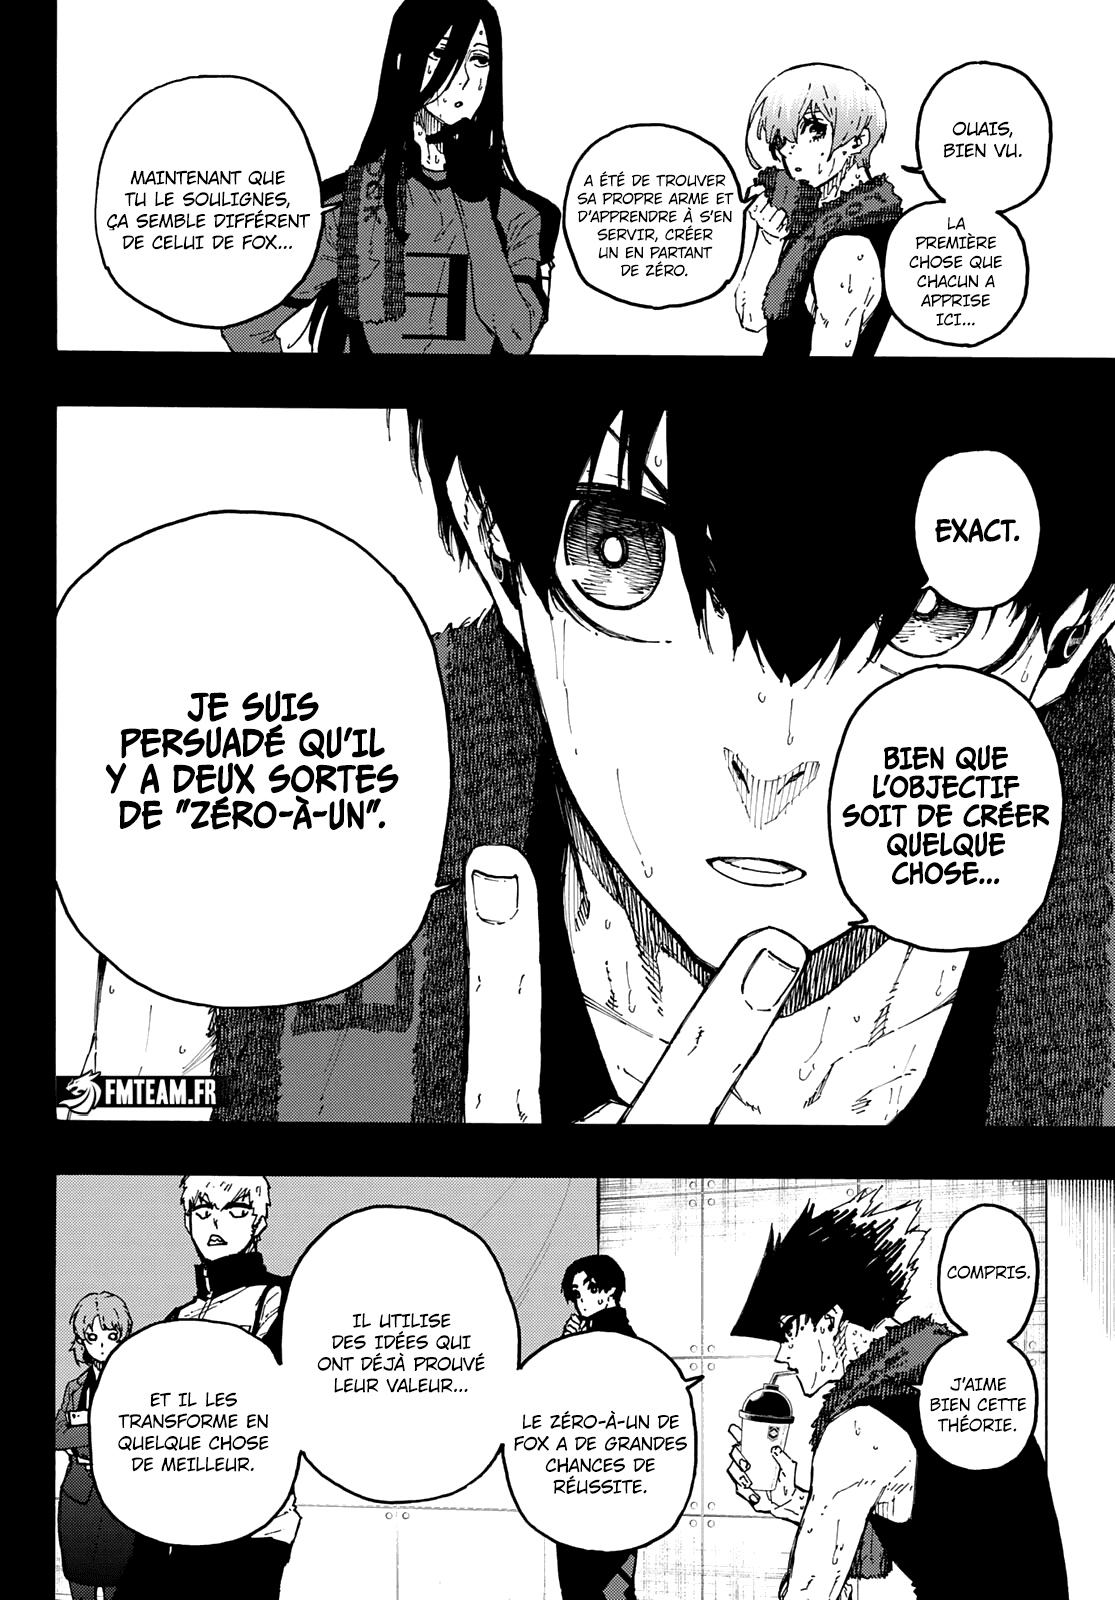 OUAIS,
BIEN VU.
LA
PREMIÈRE
CHOSE QUE
CHACUN A
APPRISE
ICI...
A ÉTÉ DE TROUVER
SA PROPRE ARME ET
D'APPRENDRE À S'EN
SERVIR, CRÉER
UN EN PARTANT
DE ZÉRO.
MAINTENANT QUE
TU LE SOULIGNES,
ÇA SEMBLE DIFFÉRENT
DE CELUI DE FOX...
EXACT.
BIEN QUE
L'OBJECTIF
SOIT DE CRÉER
QUELQUE
CHOSE...
JE SUIS
PERSUADÉ QU'IL
Y A DEUX SORTES
DE "ZÉRO-À-UN".
FMTEAM.FR
COMPRIS.
J'AIME
BIEN CETTE
THÉORIE.
LE ZÉRO-À-UN DE
FOX A DE GRANDES
CHANCES DE
RÉUSSITE.
IL UTILISE
DES IDÉES QUI
ONT DÉJÀ PROUVÉ
LEUR VALEUR...
ET IL LES
TRANSFORME EN
QUELQUE CHOSE
DE MEILLEUR.